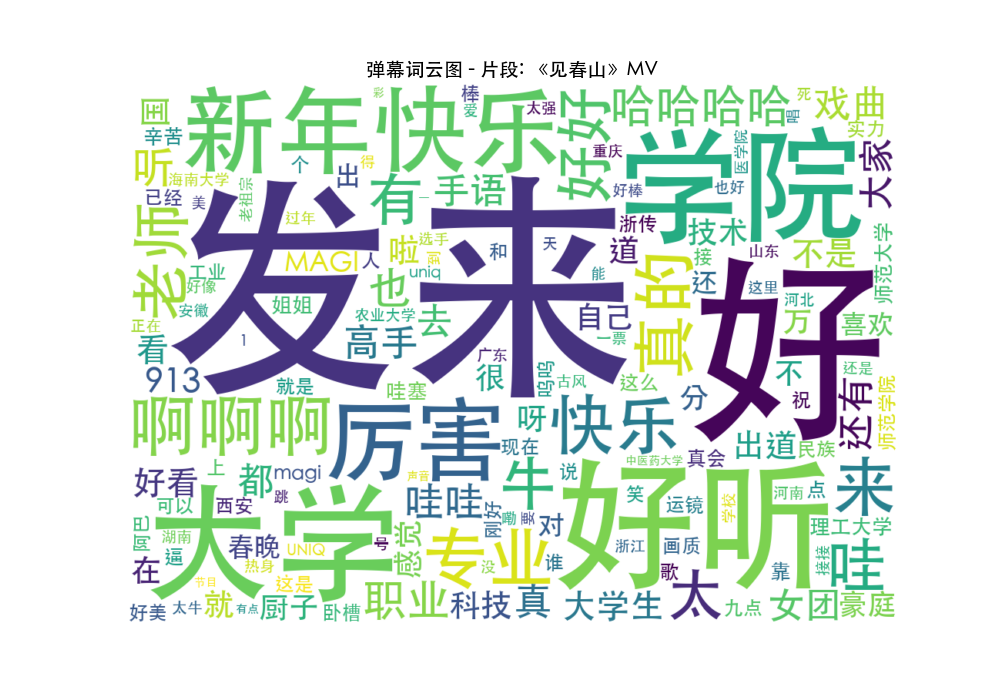 弹幕词云图 - 片段: 《见春山》MV
彩 棒 爱 太强 哈哈哈哈 死 唱 戏曲
国 新年快乐 好好 实力
辛苦 个 出 重庆 学院 医学院 大家
听 海南大学 老祖宗 有 手语 好棒 也好
已经 美 过年 得 一 浙传 技术 师范大学
老师 发来 啦 选手 和 天 道 接 山东 不是
MAGI 人 uniq 能 真的 还 这里 河北
工业 好像 姐姐 也 去 自己 好 万 喜欢
安徽 农业大学
正在 1 高手 一票
看 广东 还是
913 就是 哇塞 很 呜呜 古风 这么 不 还有 师范学院
啊啊啊 厉害 呀 快乐 分 祝
现在 出道 民族
好看 上 都 magi 声音 牛 说 中医药大学 真会 来
可以 跳 哇哇 刚好 笑 运镜 学校 河南 点
阿巴 西安 大学 嘞 要 好听 理工大学
湖南 逼 春晚 号 感觉 专业 对 浙江 画质 接接
在 热身 UNIQ 没 谁 歌 靠 哇
节目 这是
好美 太牛 就 有点 厨子 卧槽 职业 科技 真 大学生 太 九点 女团 豪庭